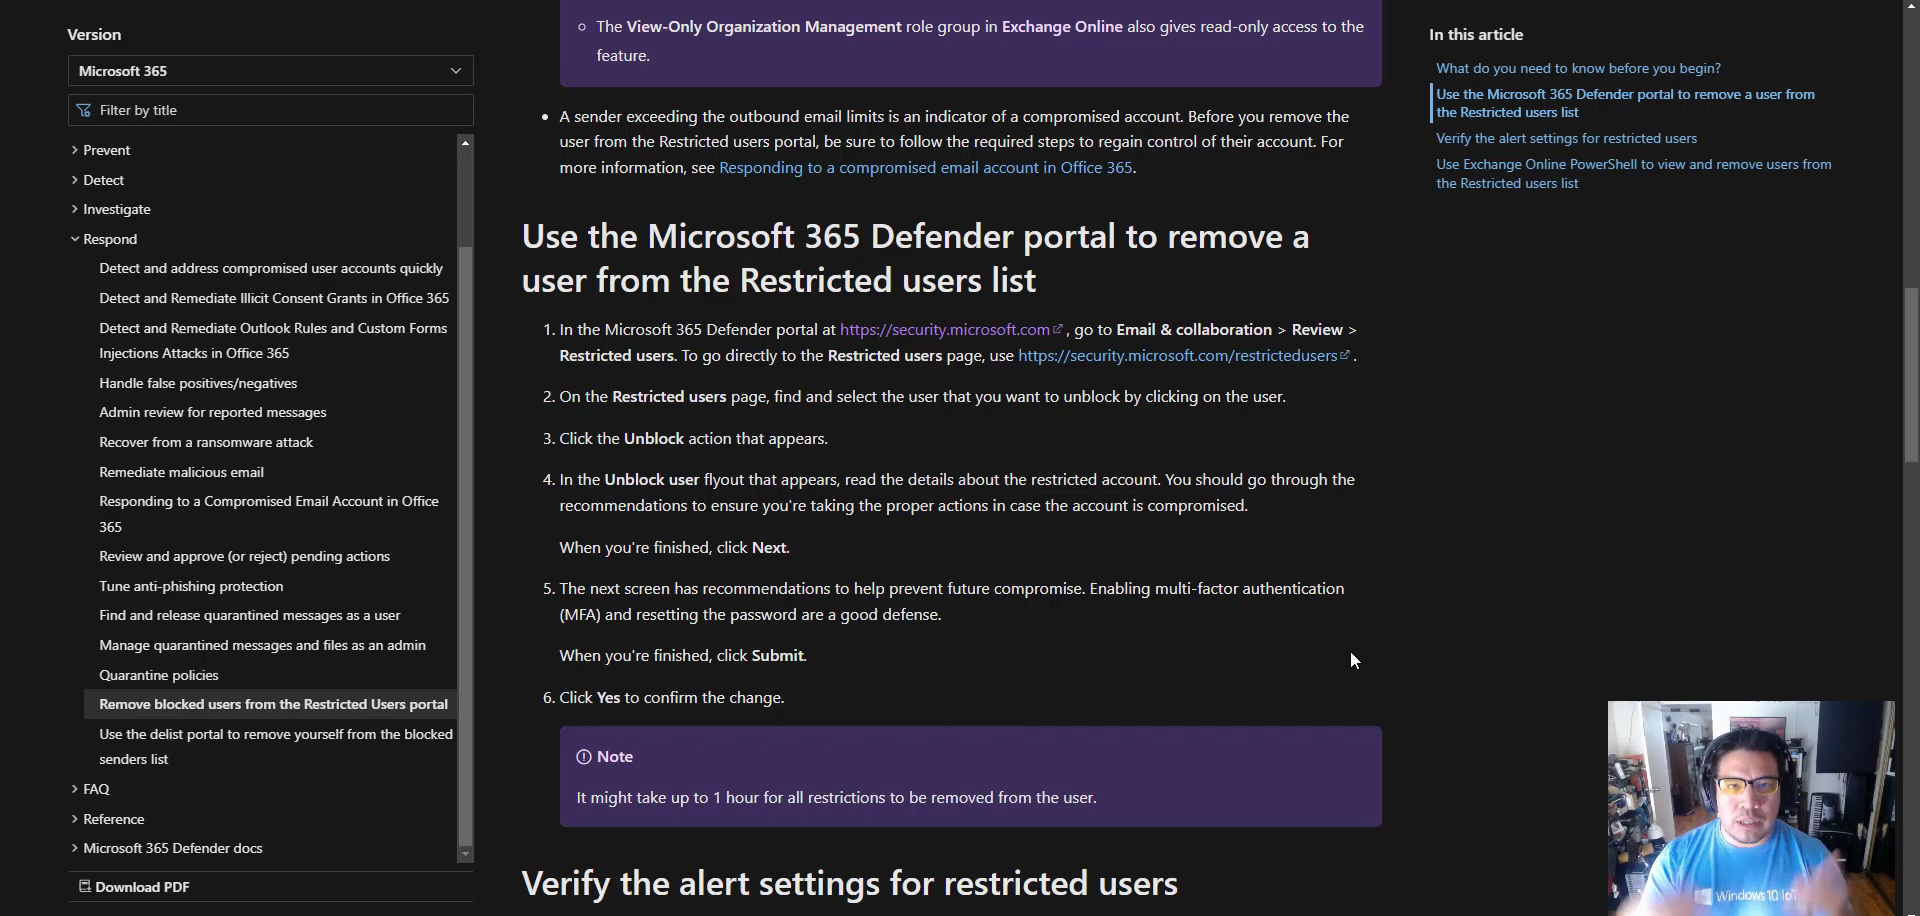 Version
Microsoft 365
Filter by title
Prevent
Detect
Investigate
Respond
Detect and address compromised user accounts quickly
Detect and Remediate Illicit Consent Grants in Office 365
Detect and Remediate Outlook Rules and Custom Forms
Injections Attacks in Office 365
Handle false positives/negatives
Admin review for reported messages
Recover from a ransomware attack
Remediate malicious email
Responding to a Compromised Email Account in Office
365
Review and approve (or reject) pending actions
Tune anti-phishing protection
Find and release quarantined messages as a user
Manage quarantined messages and files as an admin
Quarantine policies
Remove blocked users from the Restricted Users portal
Use the delist portal to remove yourself from the blocked
senders list
FAQ
Reference
Microsoft 365 Defender docs
Download PDF
The View-Only Organization Management role group in Exchange Online also gives read-only access to the
feature.
A sender exceeding the outbound email limits is an indicator of a compromised account. Before you remove the
user from the Restricted users portal, be sure to follow the required steps to regain control of their account. For
more information, see Responding to a compromised email account in Office 365.
Use the Microsoft 365 Defender portal to remove a
user from the Restricted users list
1. In the Microsoft 365 Defender portal at https://security.microsoft.com, go to Email & collaboration > Review >
Restricted users. To go directly to the Restricted users page, use https://security.microsoft.com/restrictedusers.
2. On the Restricted users page, find and select the user that you want to unblock by clicking on the user.
3. Click the Unblock action that appears.
4. In the Unblock user flyout that appears, read the details about the restricted account. You should go through the
recommendations to ensure you're taking the proper actions in case the account is compromised.
When you're finished, click Next.
5. The next screen has recommendations to help prevent future compromise. Enabling multi-factor authentication
(MFA) and resetting the password are a good defense.
When you're finished, click Submit.
6. Click Yes to confirm the change.
Note
It might take up to 1 hour for all restrictions to be removed from the user.
Verify the alert settings for restricted users
In this article
What do you need to know before you begin?
Use the Microsoft 365 Defender portal to remove a user from
the Restricted users list
Verify the alert settings for restricted users
Use Exchange Online PowerShell to view and remove users from
the Restricted users list
Windows 10 IoT